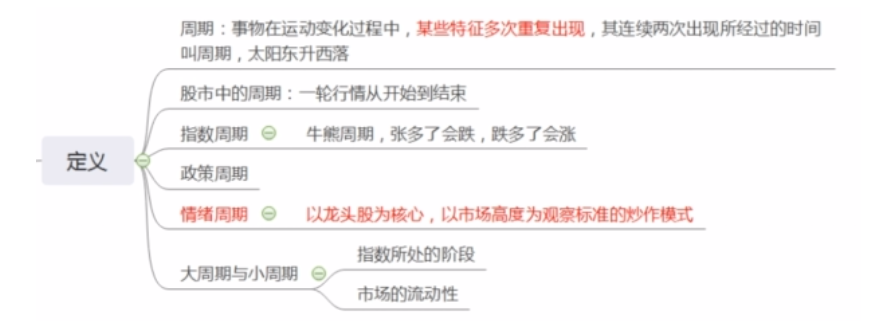 周期：事物在运动变化过程中，某些特征多次重复出现，其连续两次出现所经过的时间
叫周期，太阳东升西落
股市中的周期：一轮行情从开始到结束
指数周期 牛熊周期，张多了会跌，跌多了会涨
定义
政策周期
情绪周期 以龙头股为核心，以市场高度为观察标准的炒作模式
指数所处的阶段
大周期与小周期
市场的流动性